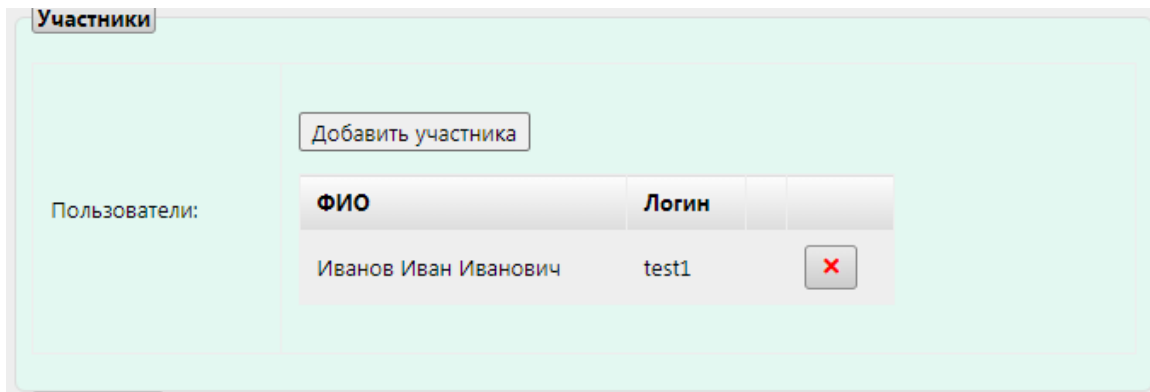 Участники
Добавить участника
Пользователи:
ФИО Логин
Иванов Иван Иванович test1